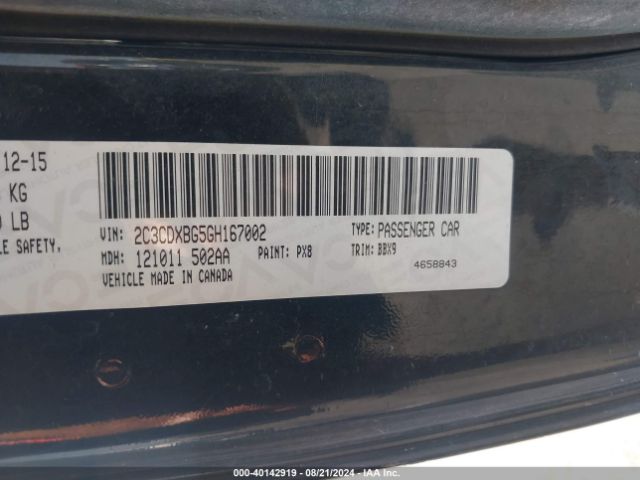 12-15
KG
LB
SAFETY.
VIN: 2C3CDXBG5GH167002 TYPE: PASSENGER CAR
MDH: 121011 502AA PAINT: PX8 TRIM: BBX9
VEHICLE MADE IN CANADA 4658843
000-40142919 - 08/21/2024 - IAA Inc.